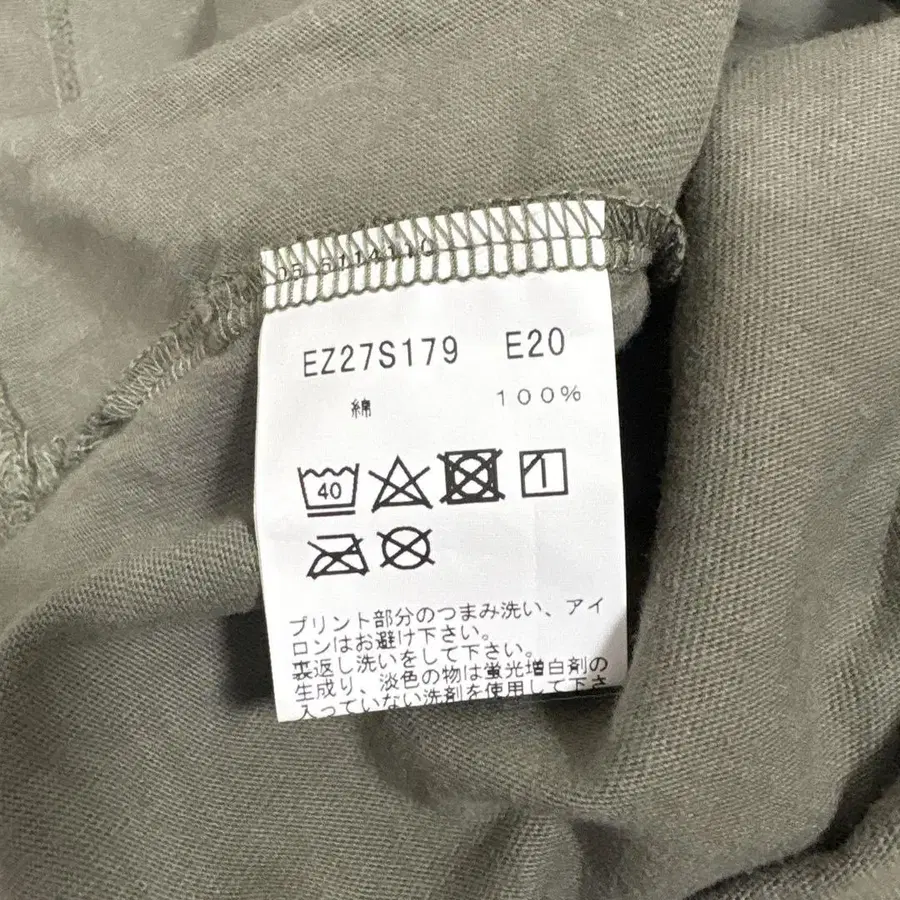 EZ27S179 E20
綿 100%
40
プリント部分のつまみ洗い、アイ
ロンはお避け下さい。
裏返し洗いをして下さい。
生成り、淡色の物は蛍光増白剤の
入っていない洗剤を使用して下さ